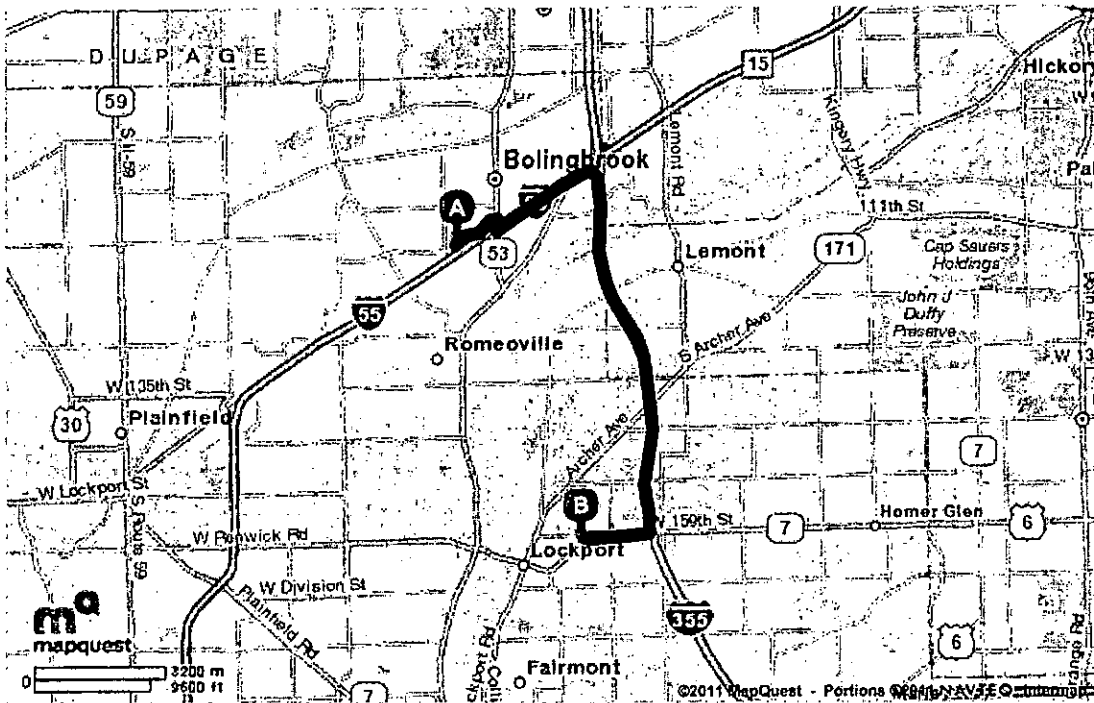 DUPAGE
59
S Il-59
15
Hickory
Kingery Hwy
Lemont Rd
Bolingbrook
A
53
111th St
171
Cap Sauers
Holdings
Lemont
John J
Duffy
Preserve
55
Romeoville
S Archer Ave
W 135th St
30
Plainfield
Archer Ave
7
W Lockport St
B
W 159th St
7
Homer Glen
6
W Renwick Rd
Lockport
W Division St
Plainfield Rd
355
6
mapquest
0
3200 m
9600 ft
Fairmont
7
©2011 MapQuest - Portions